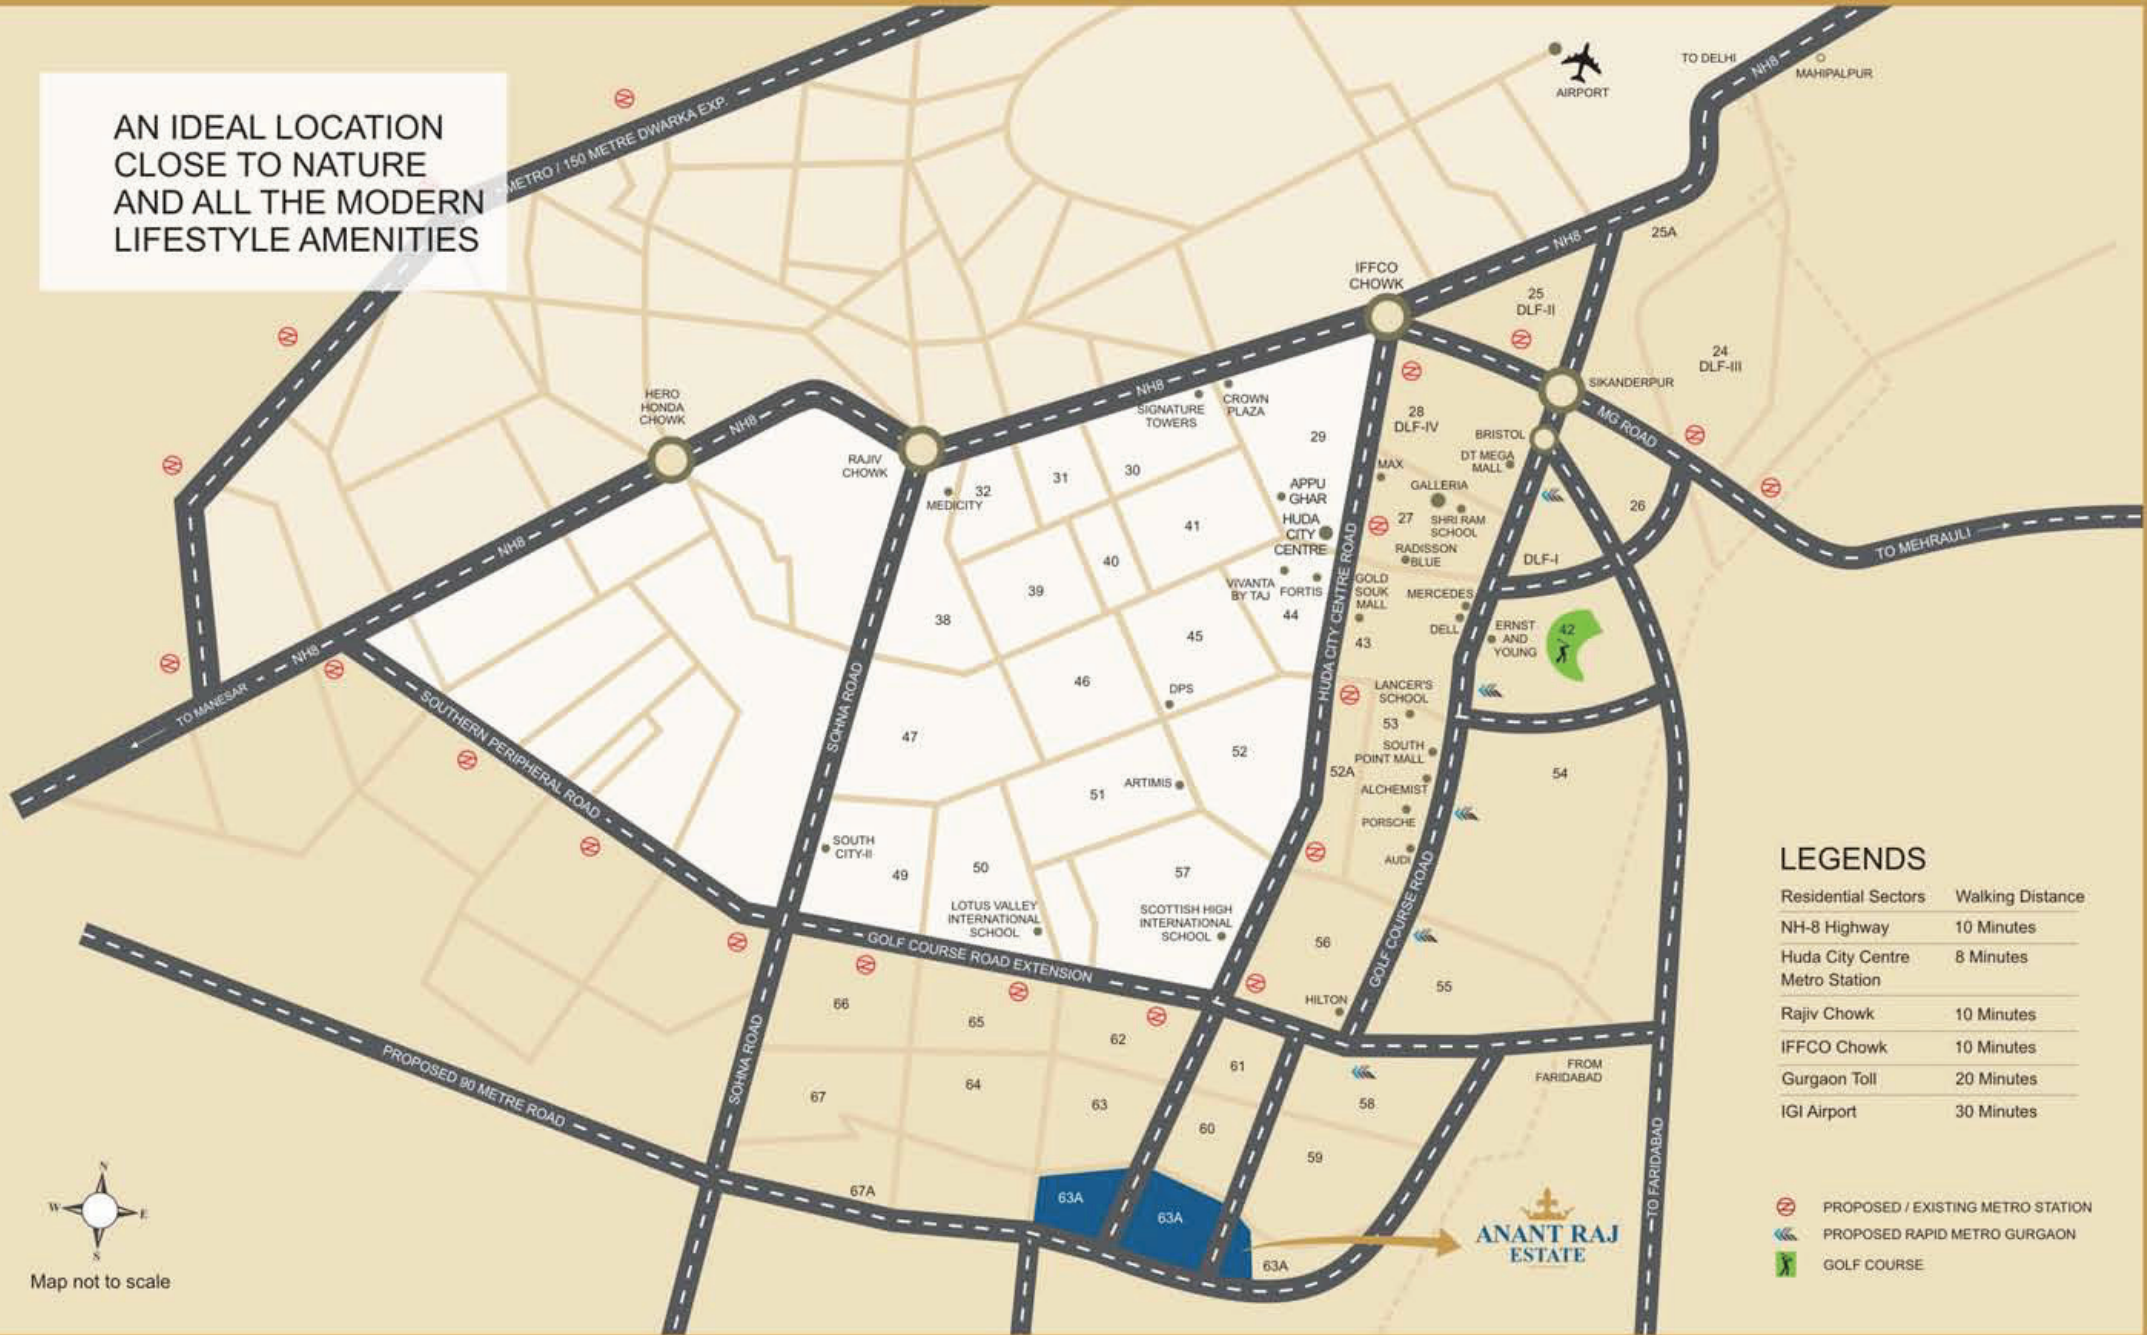 AN IDEAL LOCATION
CLOSE TO NATURE
AND ALL THE MODERN
LIFESTYLE AMENITIES
METRO / 150 METRE DWARKA EXP.
AIRPORT
TO DELHI
NH8
MAHIPALPUR
NH8
25A
IFFCO
CHOWK
25
DLF-II
24
DLF-III
SIKANDERPUR
MG ROAD
TO MEHRAULI
HERO
HONDA
CHOWK
NH8
RAJIV
CHOWK
NH8
SIGNATURE
TOWERS
CROWN
PLAZA
29
28
DLF-IV
BRISTOL
DT MEGA
MALL
MAX
GALLERIA
MEDICITY
32
31
30
APPU
GHAR
HUDA
CITY
CENTRE
41
27
SHRI RAM
SCHOOL
26
RADISSON
BLUE
DLF-I
NH8
40
39
38
VIVANTA
BY TAJ
FORTIS
44
GOLD
SOUK
MALL
43
MERCEDES
DELL
ERNST
AND
YOUNG
42
HUDA CITY CENTRE ROAD
45
46
DPS
LANCER'S
SCHOOL
53
SOUTH
POINT MALL
52A
ALCHEMIST
PORSCHE
AUDI
54
NH8
TO MANESAR
SOUTHERN PERIPHERAL ROAD
SOHNA ROAD
47
52
51
ARTIMIS
SOUTH
CITY-II
49
50
57
LOTUS VALLEY
INTERNATIONAL
SCHOOL
SCOTTISH HIGH
INTERNATIONAL
SCHOOL
GOLF COURSE ROAD EXTENSION
GOLF COURSE ROAD
56
55
HILTON
66
65
62
61
64
67
63
60
58
59
FROM
FARIDABAD
TO FARIDABAD
SOHNA ROAD
PROPOSED 90 METRE ROAD
67A
63A
63A
63A
ANANT RAJ
ESTATE
N
W
E
S
Map not to scale
LEGENDS
Residential Sectors Walking Distance
NH-8 Highway 10 Minutes
Huda City Centre 8 Minutes
Metro Station
Rajiv Chowk 10 Minutes
IFFCO Chowk 10 Minutes
Gurgaon Toll 20 Minutes
IGI Airport 30 Minutes
PROPOSED / EXISTING METRO STATION
PROPOSED RAPID METRO GURGAON
GOLF COURSE